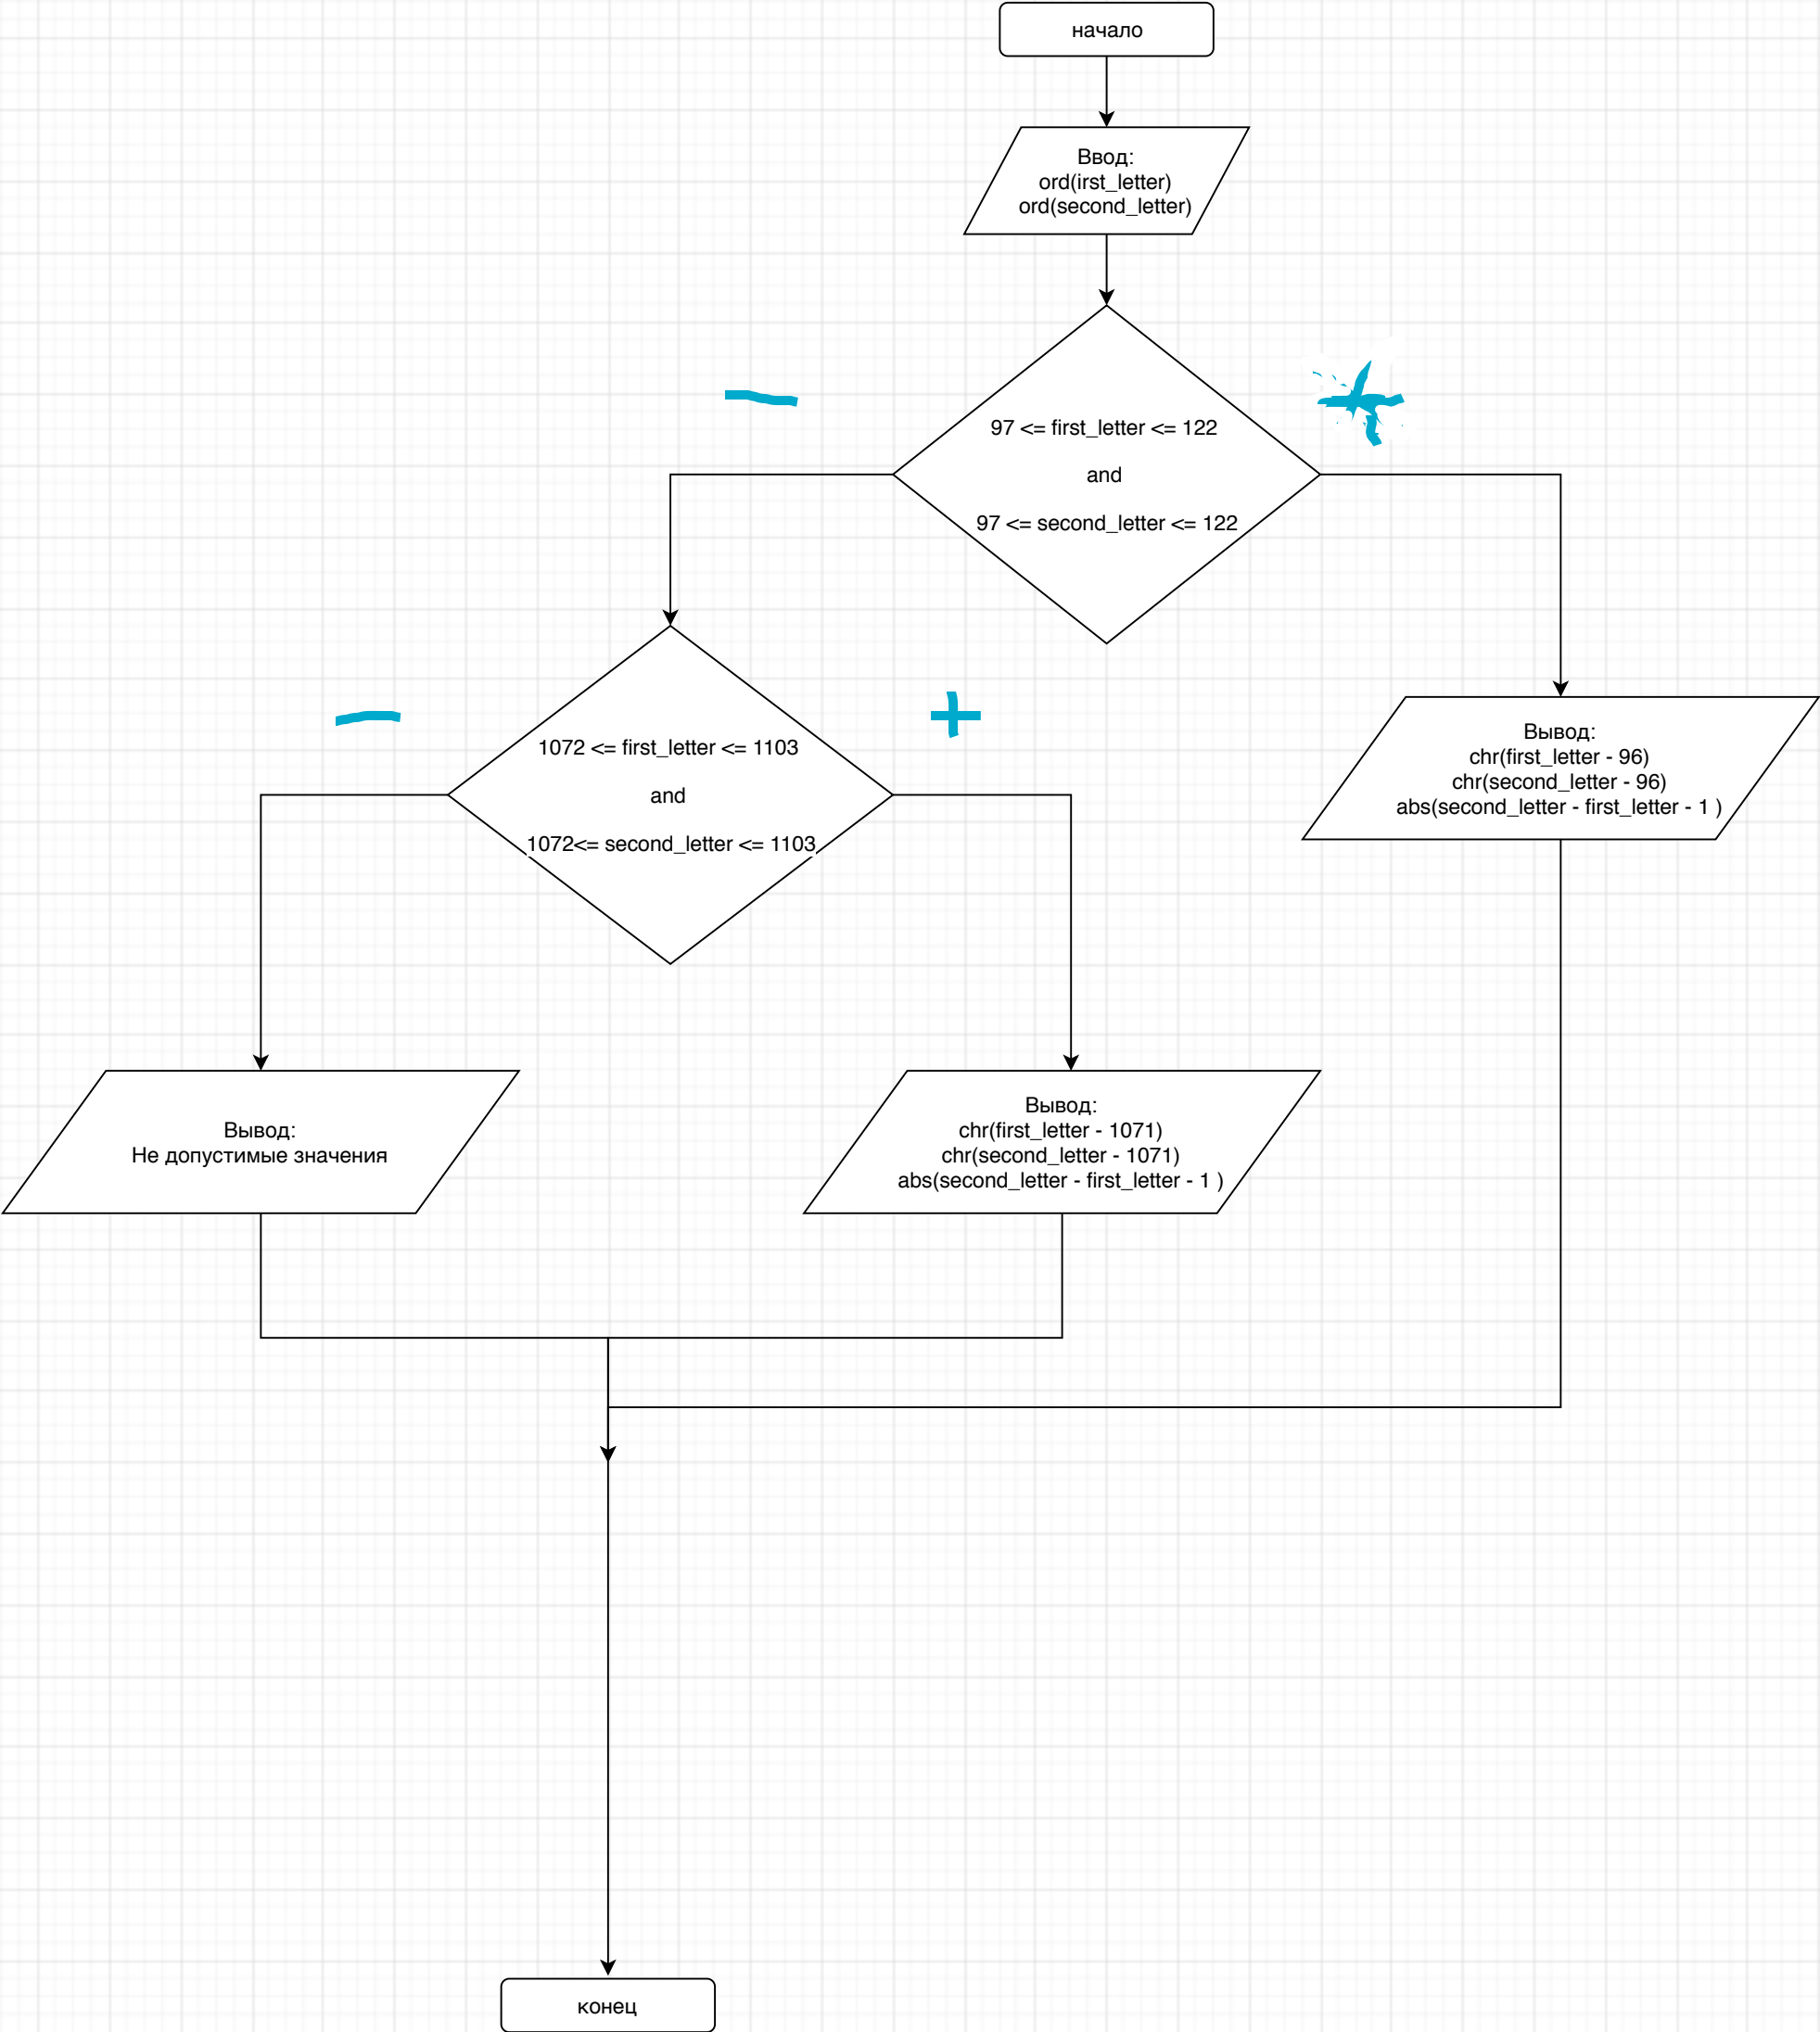 начало
Ввод:
ord(irst_letter)
ord(second_letter)
97 <= first_letter <= 122
and
97 <= second_letter <= 122
1072 <= first_letter <= 1103
and
1072<= second_letter <= 1103
Вывод:
chr(first_letter - 96)
chr(second_letter - 96)
abs(second_letter - first_letter - 1 )
Вывод:
Не допустимые значения
Вывод:
chr(first_letter - 1071)
chr(second_letter - 1071)
abs(second_letter - first_letter - 1 )
конец